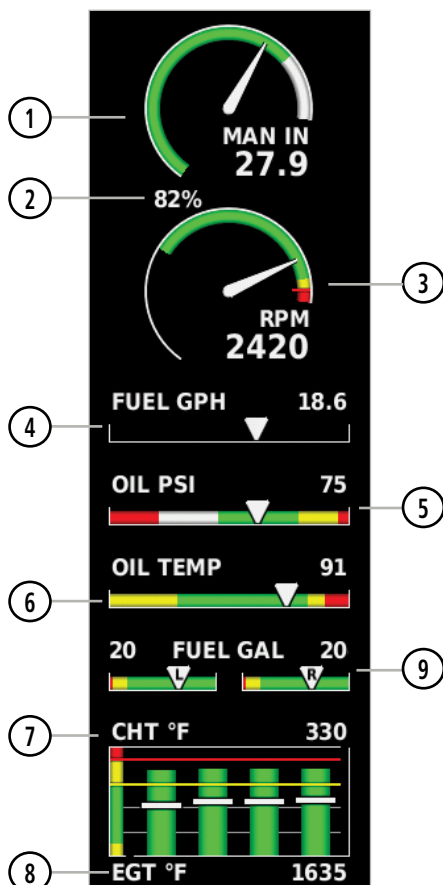 1
MAN IN
27.9
2
82%
3
RPM
2420
FUEL GPH 18.6
4
OIL PSI 75
5
OIL TEMP 91
6
20 FUEL GAL 20
9
L R
7
CHT °F 330
8
EGT °F 1635